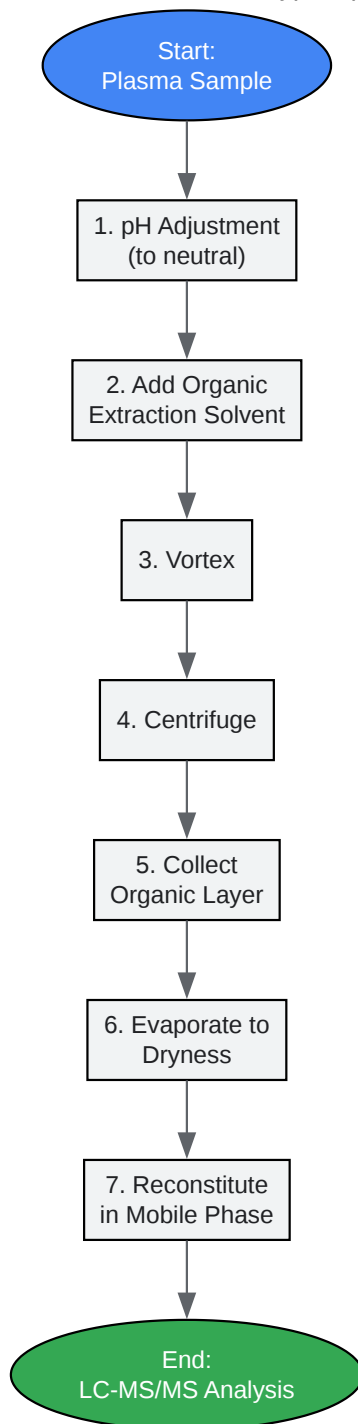 Start:
Plasma Sample
1. pH Adjustment
(to neutral)
2. Add Organic
Extraction Solvent
3. Vortex
4. Centrifuge
5. Collect
Organic Layer
6. Evaporate to
Dryness
7. Reconstitute
in Mobile Phase
End:
LC-MS/MS Analysis